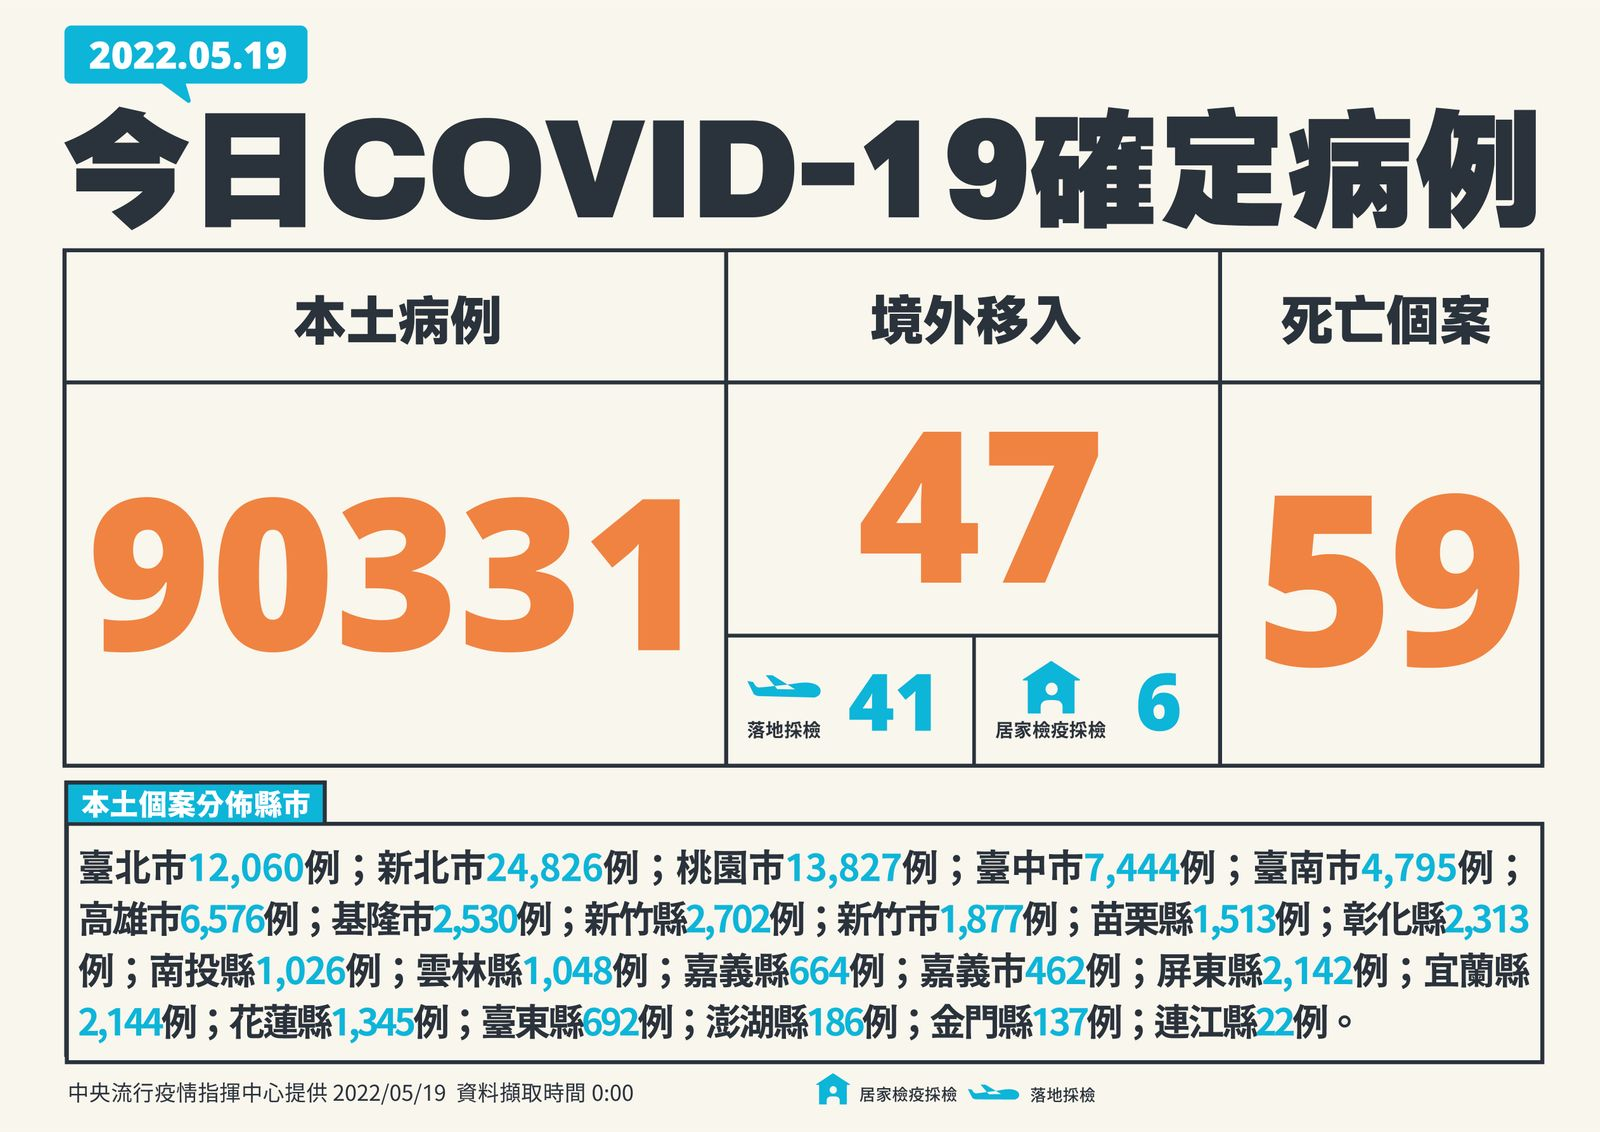 2022.05.19
今日COVID-19確定病例
本土病例
境外移入
死亡個案
90331
47
59
落地採檢
41
居家檢疫採檢
6
本土個案分佈縣市
臺北市12,060例；新北市24,826例；桃園市13,827例；臺中市7,444例；臺南市4,795例；
高雄市6,576例；基隆市2,530例；新竹縣2,702例；新竹市1,877例；苗栗縣1,513例；彰化縣2,313
例；南投縣1,026例；雲林縣1,048例；嘉義縣664例；嘉義市462例；屏東縣2,142例；宜蘭縣
2,144例；花蓮縣1,345例；臺東縣692例；澎湖縣186例；金門縣137例；連江縣22例。
中央流行疫情指揮中心提供 2022/05/19 資料擷取時間 0:00
居家檢疫採檢
落地採檢